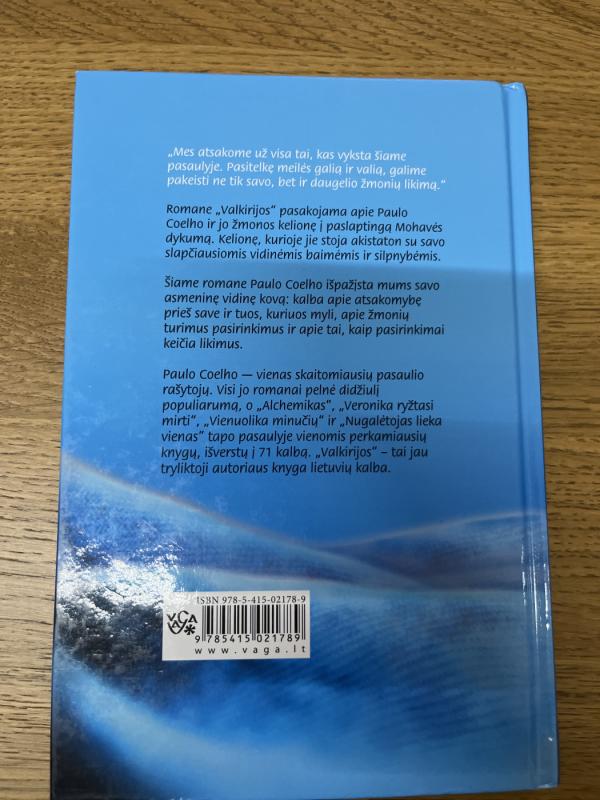 „Mes atsakome už visa tai, kas vyksta šiame
pasaulyje. Pasitelkę meilės galią ir valią, galime
pakeisti ne tik savo, bet ir daugelio žmonių likimą.“
Romane „Valkirijos“ pasakojama apie Paulo
Coelho ir jo žmonos kelionę į paslaptingą Mohavės
dykumą. Kelionę, kurioje jie stoja akistaton su savo
slapčiausiomis vidinėmis baimėmis ir silpnybėmis.
Šiame romane Paulo Coelho išpažįsta mums savo
asmeninę vidinę kovą: kalba apie atsakomybę
prieš save ir tuos, kuriuos myli, apie žmonių
turimus pasirinkimus ir apie tai, kaip pasirinkimai
keičia likimus.
Paulo Coelho — vienas skaitomiausių pasaulio
rašytojų. Visi jo romanai pelnė didžiulį
populiarumą, o „Alchemikas“, „Veronika ryžtasi
mirti“, „Vienuolika minučių“ ir „Nugalėtojas lieka
vienas“ tapo pasaulyje vienomis perkamiausių
knygų, išverstų į 71 kalbą. „Valkirijos“ – tai jau
tryliktoji autoriaus knyga lietuvių kalba.
ISBN 978-5-415-02178-9
VAGA
9 785415 021789
www.vaga.lt